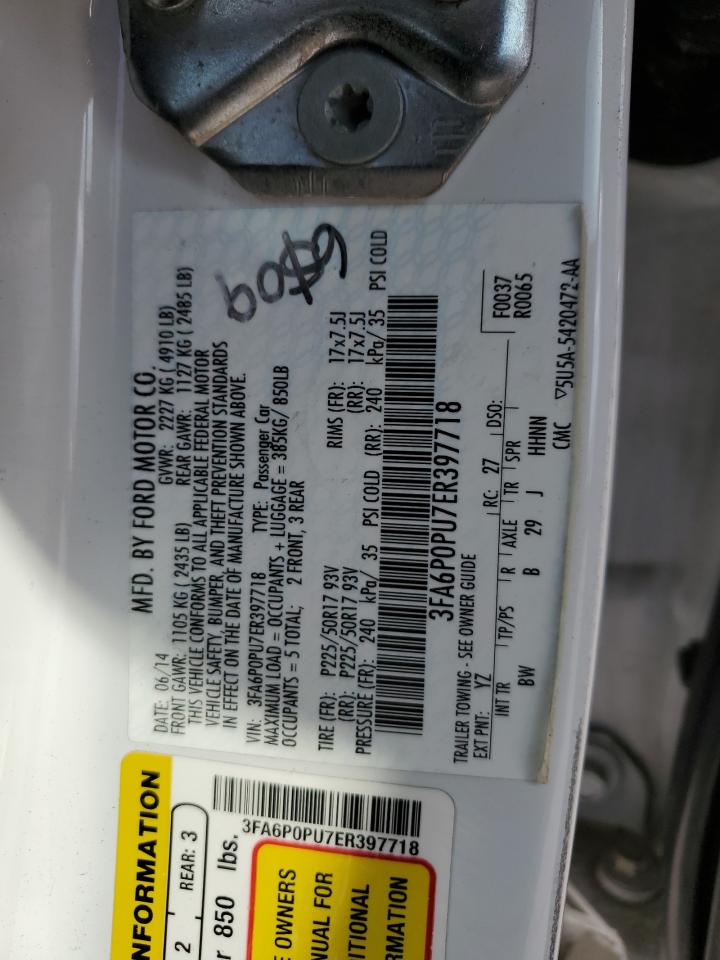 MFD. BY FORD MOTOR CO.
DATE: 06/14 GVWR: 2227 KG ( 4910 LB)
FRONT GAWR: 1105 KG ( 2435 LB) REAR GAWR: 1127 KG ( 2485 LB)
THIS VEHICLE CONFORMS TO ALL APPLICABLE FEDERAL MOTOR
VEHICLE SAFETY, BUMPER, AND THEFT PREVENTION STANDARDS
IN EFFECT ON THE DATE OF MANUFACTURE SHOWN ABOVE.
VIN: 3FA6P0PU7ER397718 TYPE: Passenger Car
MAXIMUM LOAD = OCCUPANTS + LUGGAGE = 385KG/ 850LB
OCCUPANTS = 5 TOTAL; 2 FRONT, 3 REAR
TIRE (FR): P225/50R17 93V RIMS (FR): 17x7.5J
(RR): P225/50R17 93V (RR): 17x7.5J
PRESSURE (FR): 240 kPa/ 35 PSI COLD (RR): 240 kPa/ 35 PSI COLD
3FA6P0PU7ER397718
TRAILER TOWING - SEE OWNER GUIDE
EXT PNT: YZ RC: 27 DSO: F0037
R0065
INT TR TP/PS R AXLE TR SPR
BW B 29 J HHNN
CMC ▽5U5A-5420472-AA
NFORMATION
2 REAR: 3
r 850 lbs.
3FA6P0PU7ER397718
E OWNERS
NUAL FOR
ITIONAL
RMATION